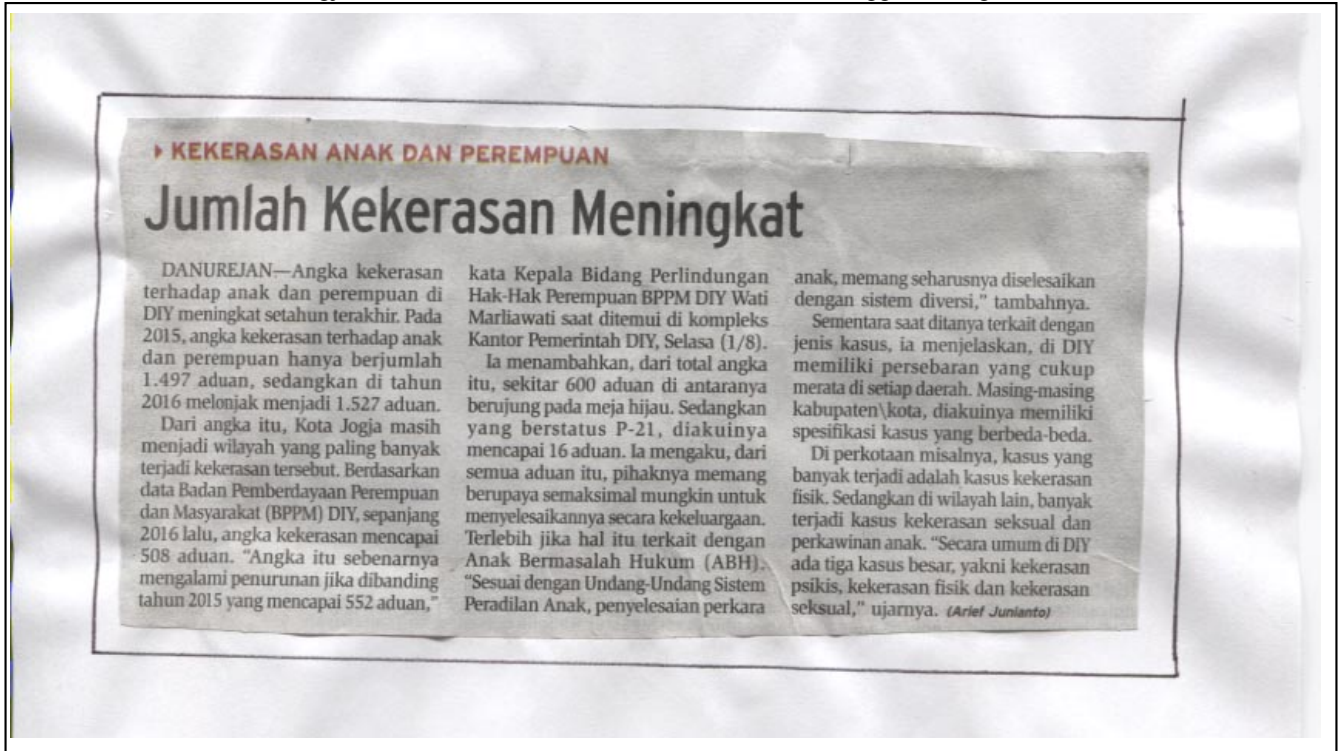 KEKERASAN ANAK DAN PEREMPUAN
Jumlah Kekerasan Meningkat
DANUREJAN—Angka kekerasan
terhadap anak dan perempuan di
DIY meningkat setahun terakhir. Pada
2015, angka kekerasan terhadap anak
dan perempuan hanya berjumlah
1.497 aduan, sedangkan di tahun
2016 melonjak menjadi 1.527 aduan.
Dari angka itu, Kota Jogja masih
menjadi wilayah yang paling banyak
terjadi kekerasan tersebut. Berdasarkan
data Badan Pemberdayaan Perempuan
dan Masyarakat (BPPM) DIY, sepanjang
2016 lalu, angka kekerasan mencapai
508 aduan. “Angka itu sebenarnya
mengalami penurunan jika dibanding
tahun 2015 yang mencapai 552 aduan,”
kata Kepala Bidang Perlindungan
Hak-Hak Perempuan BPPM DIY Wati
Marliawati saat ditemui di kompleks
Kantor Pemerintah DIY, Selasa (1/8).
Ia menambahkan, dari total angka
itu, sekitar 600 aduan di antaranya
berujung pada meja hijau. Sedangkan
yang berstatus P-21, diakuinya
mencapai 16 aduan. Ia mengaku, dari
semua aduan itu, pihaknya memang
berupaya semaksimal mungkin untuk
menyelesaikannya secara kekeluargaan.
Terlebih jika hal itu terkait dengan
Anak Bermasalah Hukum (ABH).
“Sesuai dengan Undang-Undang Sistem
Peradilan Anak, penyelesaian perkara
anak, memang seharusnya diselesaikan
dengan sistem diversi,” tambahnya.
Sementara saat ditanya terkait dengan
jenis kasus, ia menjelaskan, di DIY
memiliki persebaran yang cukup
merata di setiap daerah. Masing-masing
kabupaten\kota, diakuinya memiliki
spesifikasi kasus yang berbeda-beda.
Di perkotaan misalnya, kasus yang
banyak terjadi adalah kasus kekerasan
fisik. Sedangkan di wilayah lain, banyak
terjadi kasus kekerasan seksual dan
perkawinan anak. “Secara umum di DIY
ada tiga kasus besar, yakni kekerasan
psikis, kekerasan fisik dan kekerasan
seksual,” ujarnya. (Arief Junianto)